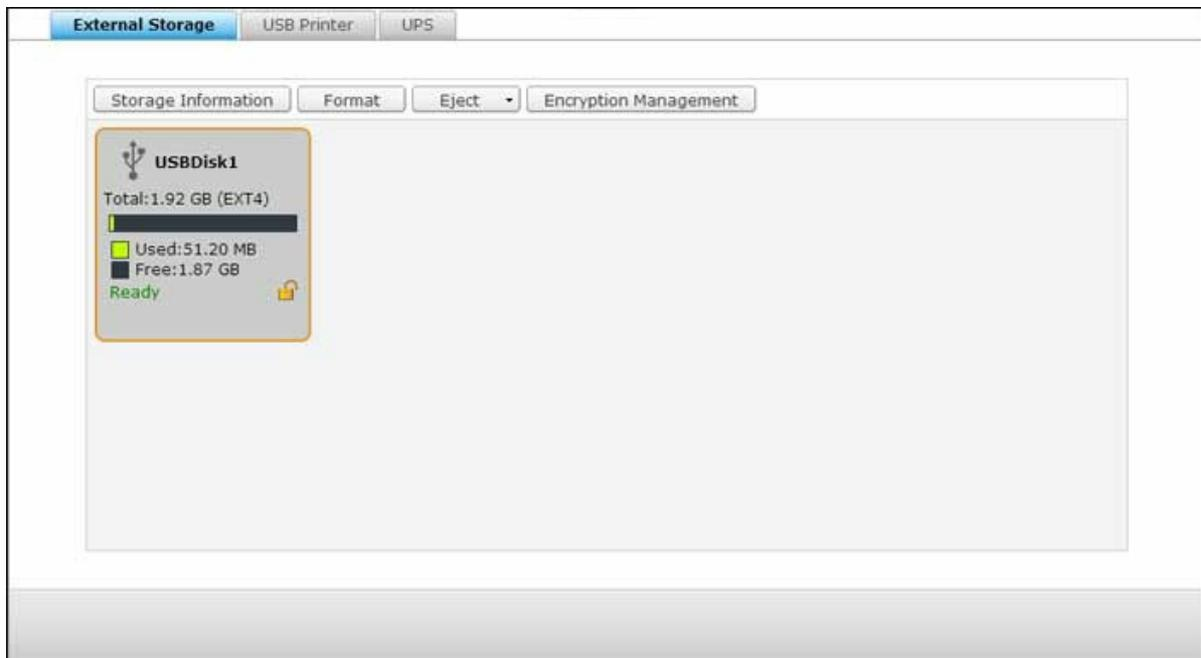 External Storage USB Printer UPS
Storage Information Format Eject Encryption Management
USBDisk1
Total:1.92 GB (EXT4)
Used:51.20 MB
Free:1.87 GB
Ready